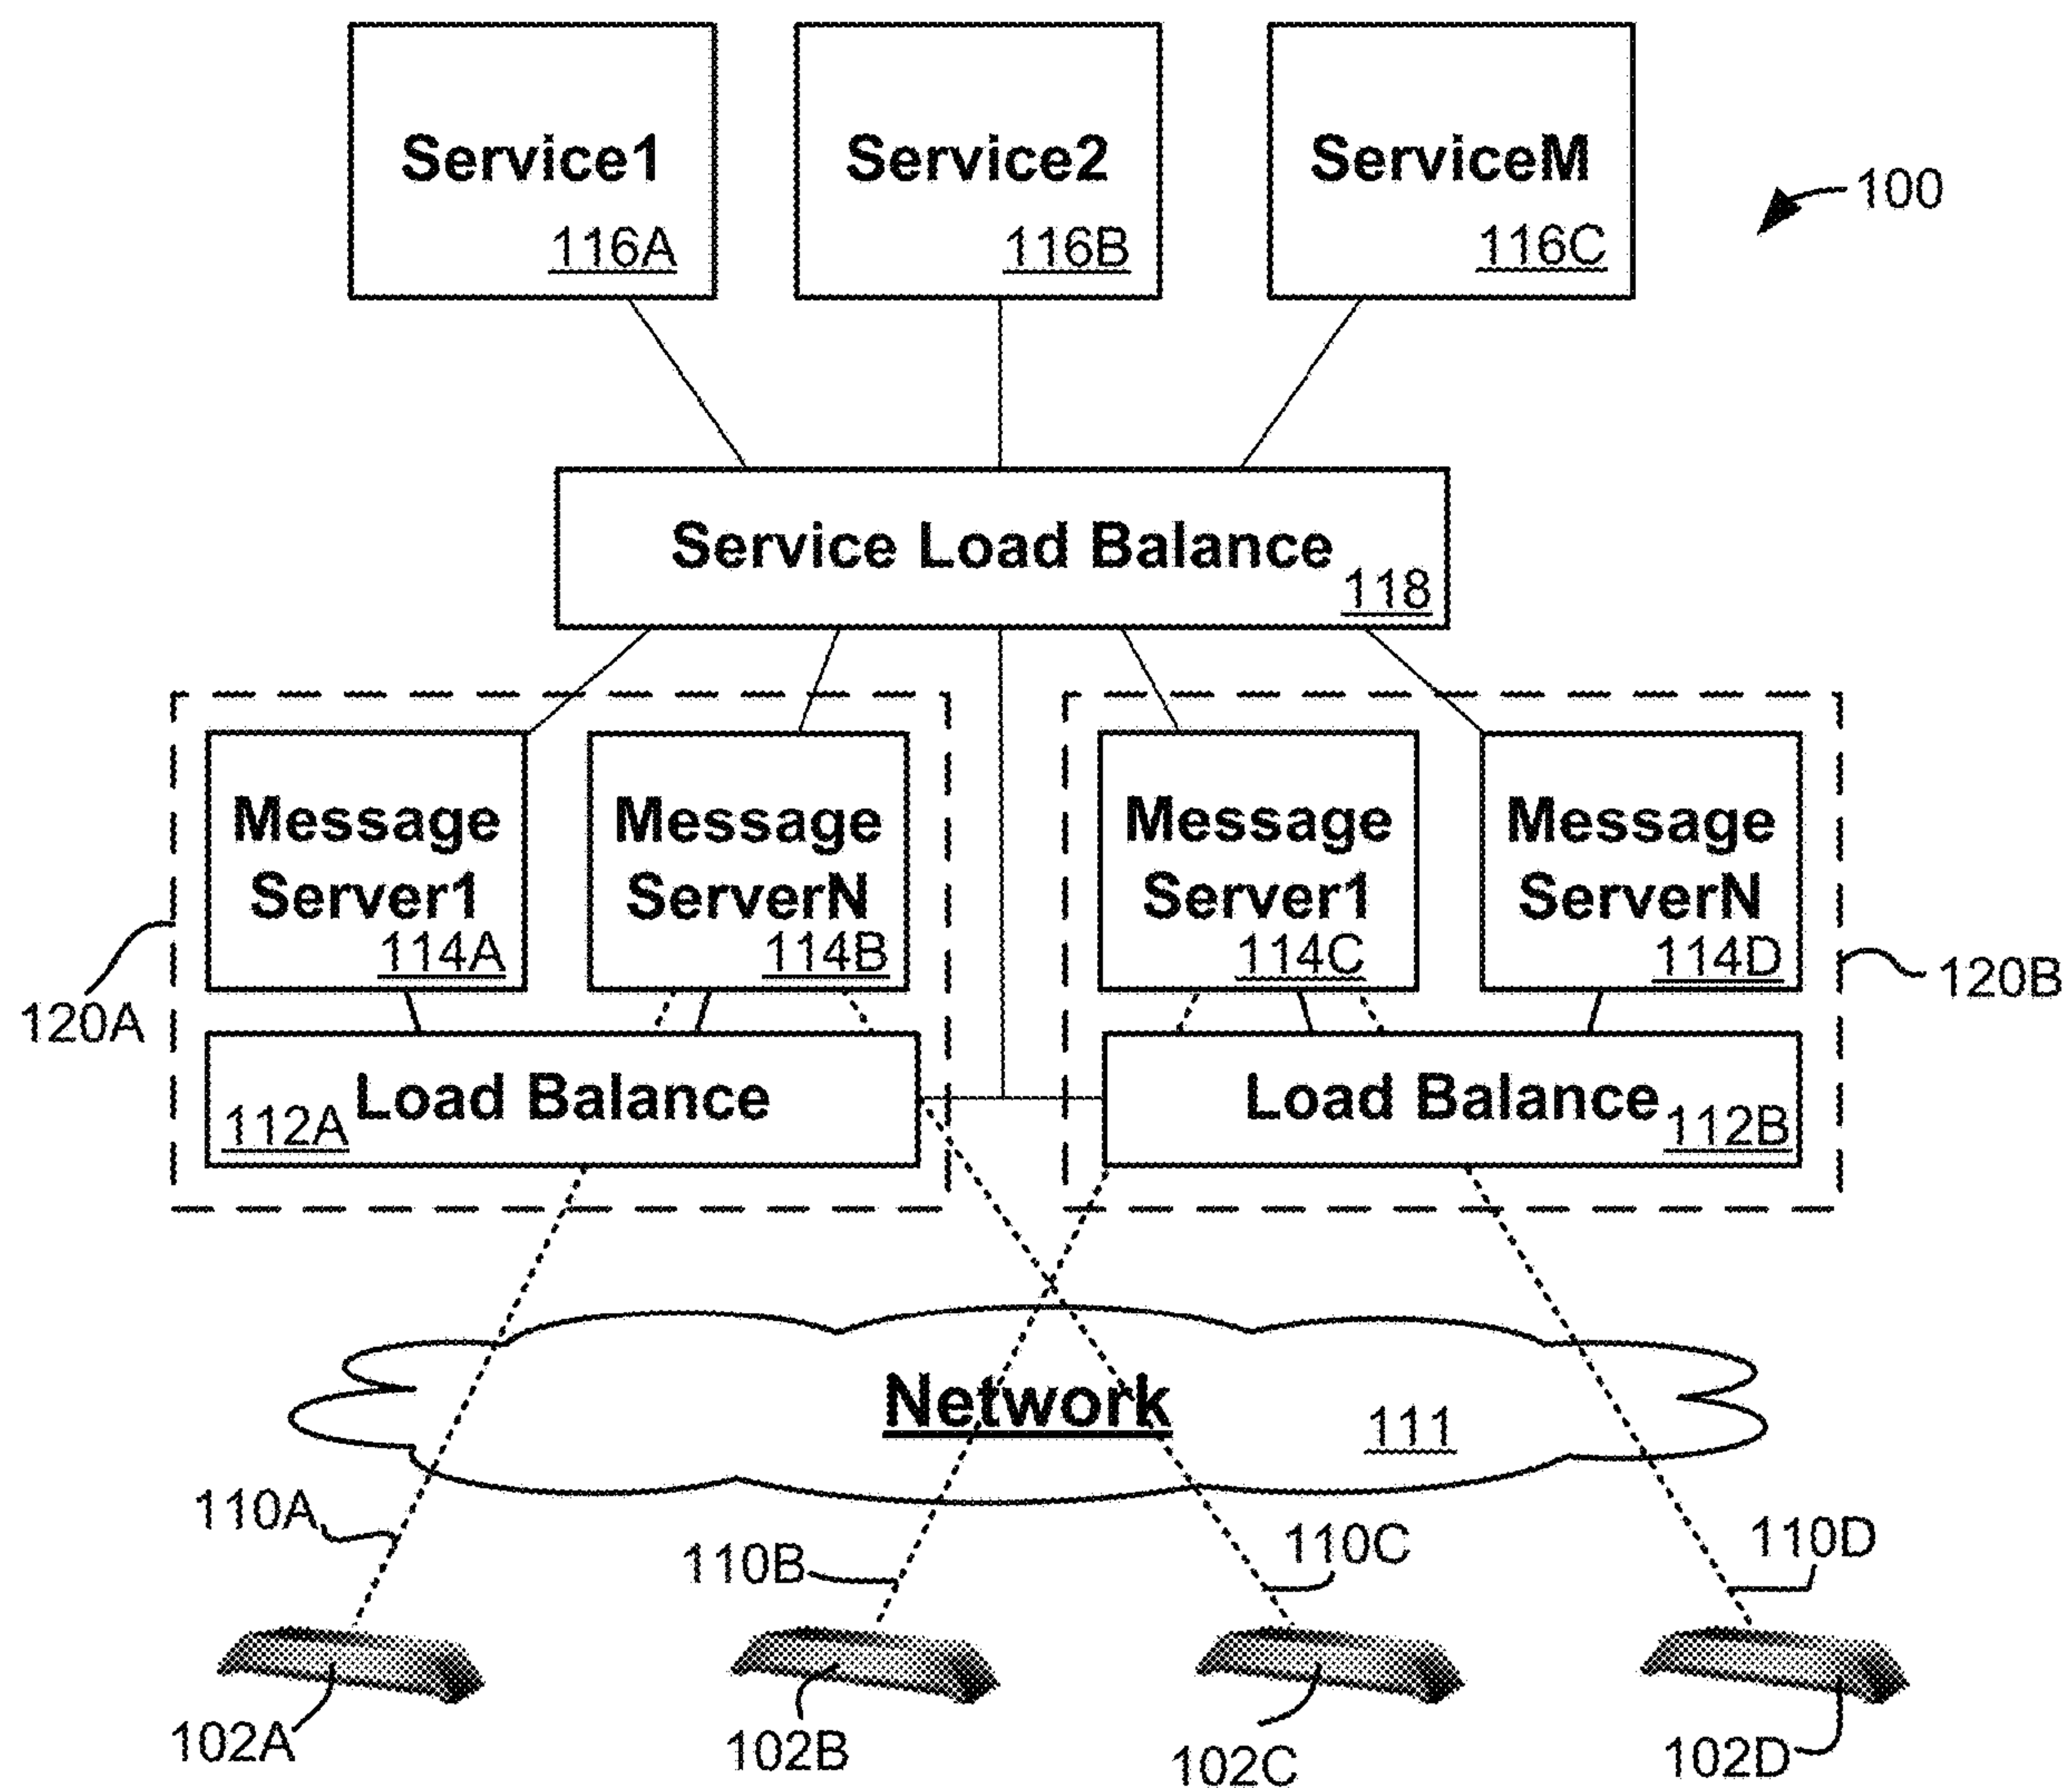 Service1
116A
Service2
116B
ServiceM
116C
100
Service Load Balance
118
Message
Server1
114A
Message
ServerN
114B
Message
Server1
114C
Message
ServerN
114D
120A
120B
Load Balance
112A
Load Balance
112B
Network
111
110A
110B
110C
110D
102A
102B
102C
102D